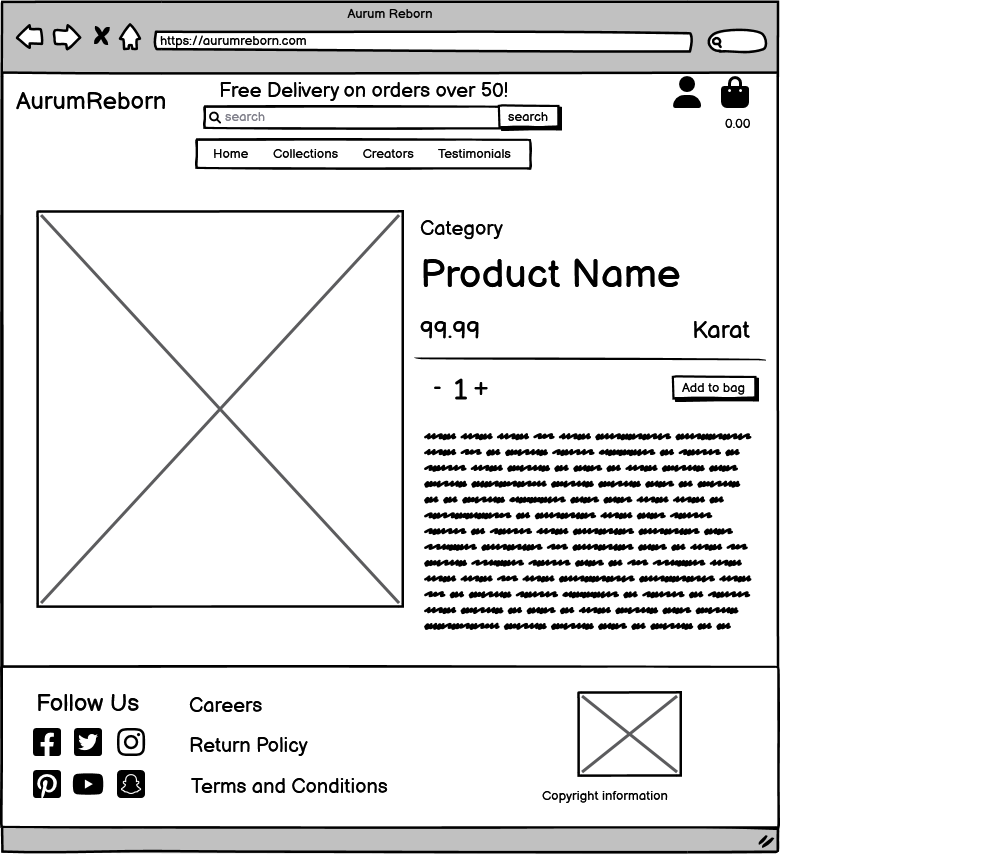 Aurum Reborn
https://aurumreborn.com
AurumReborn
Free Delivery on orders over 50!
search
search
0.00
Home Collections Creators Testimonials
Category
Product Name
99.99 Karat
- 1 + Add to bag
Follow Us
Careers
Return Policy
Terms and Conditions
Copyright information